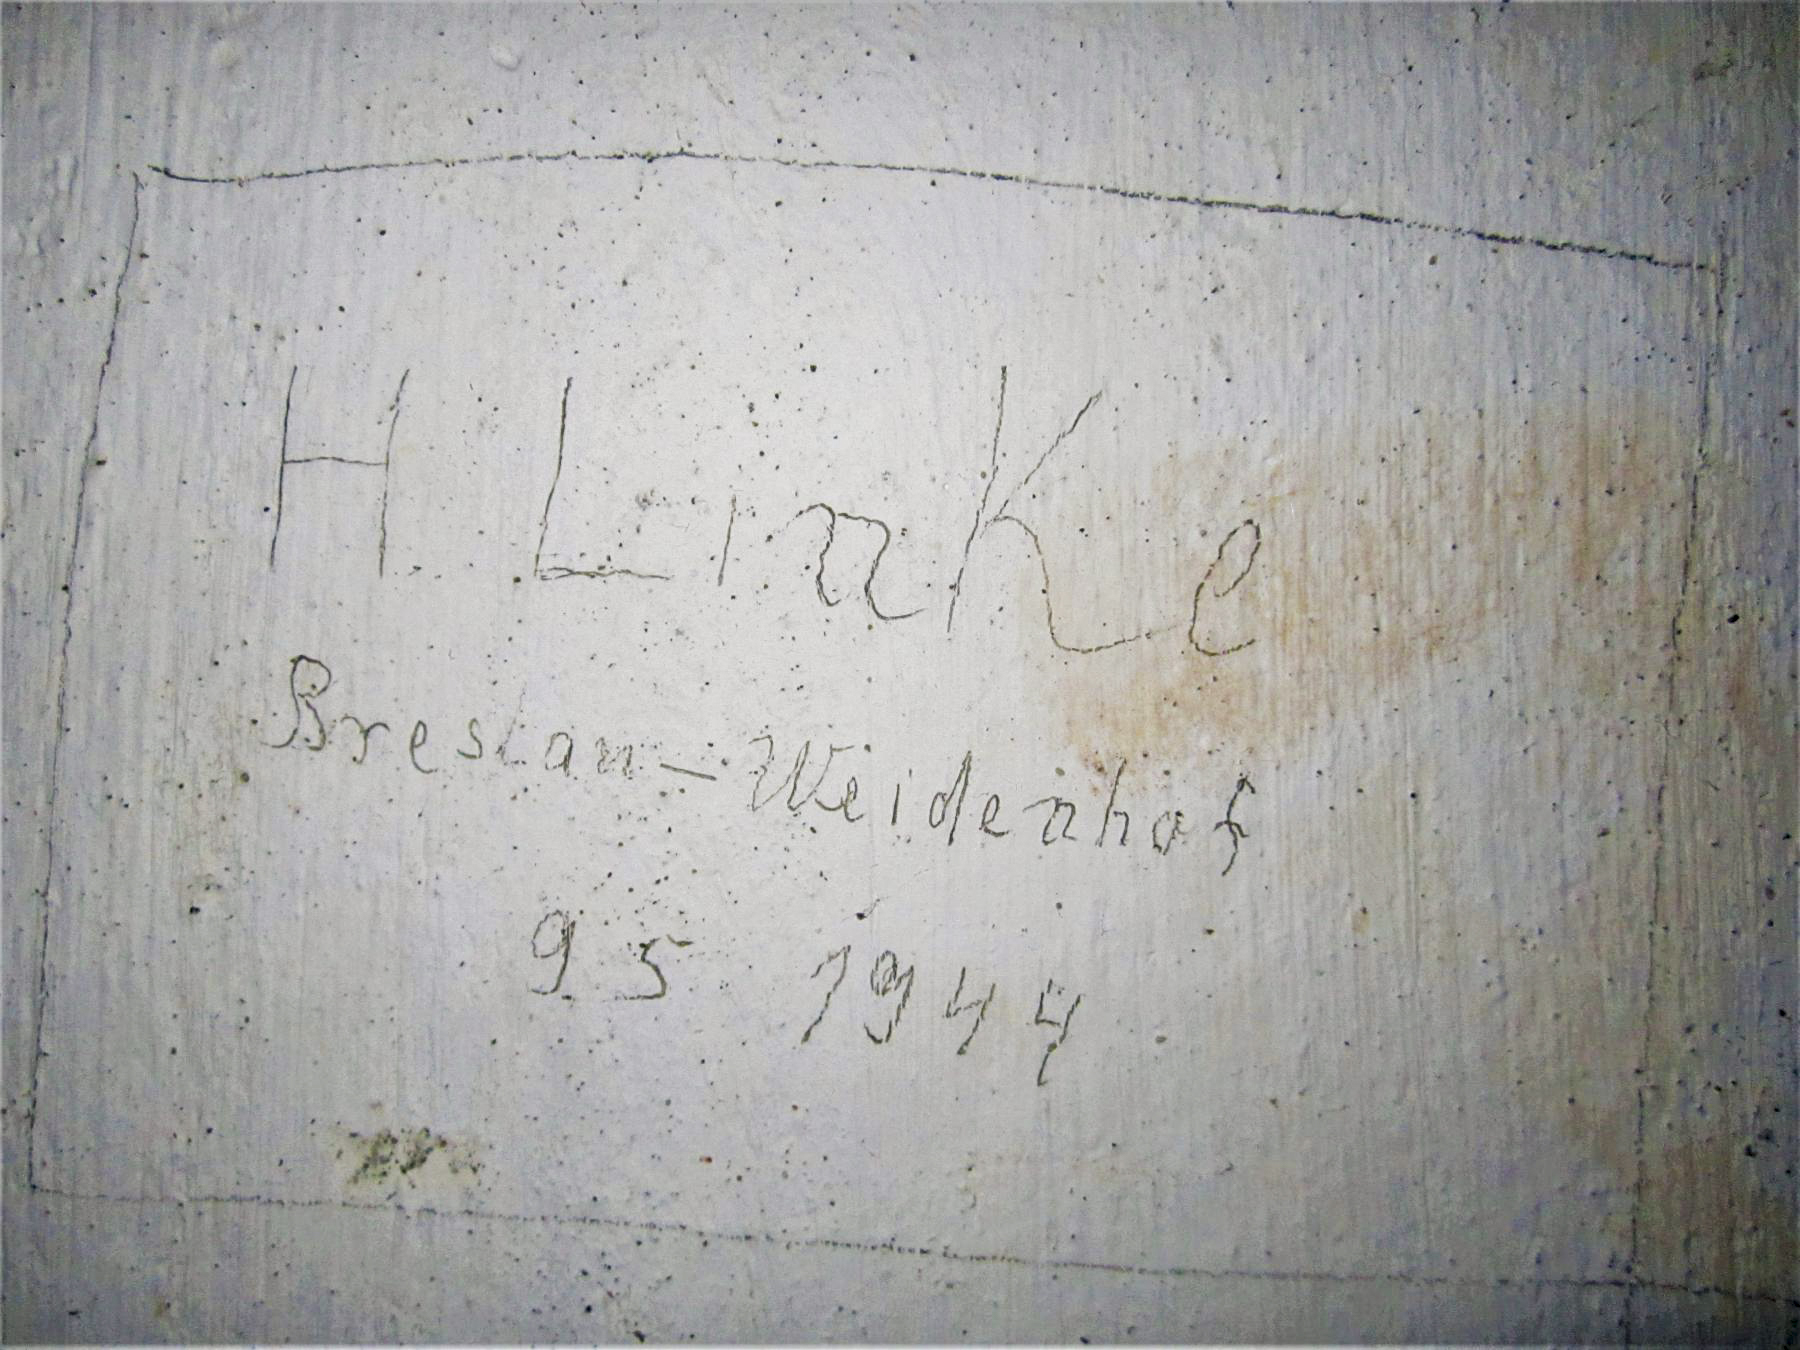 H. Linke
Breslau-Weidenhof
9 5 1944